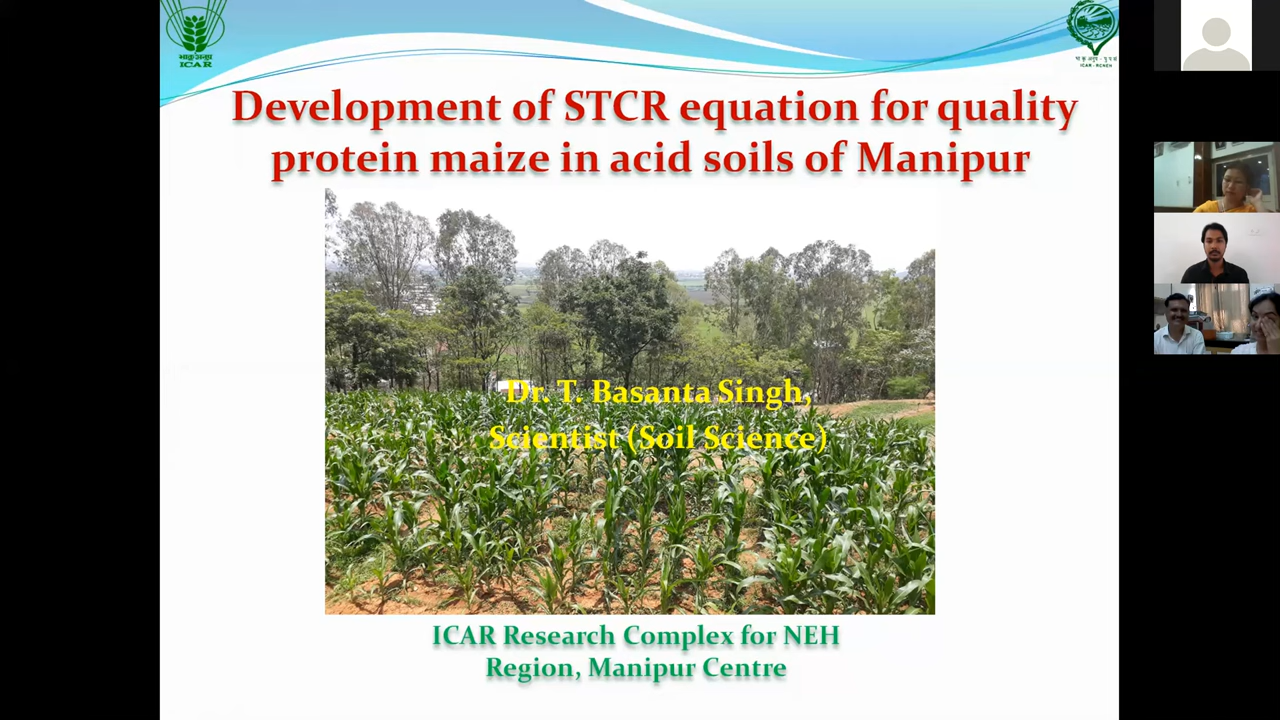 ICAR
Development of STCR equation for quality
protein maize in acid soils of Manipur
Dr. T. Basanta Singh,
Scientist (Soil Science)
ICAR Research Complex for NEH
Region, Manipur Centre